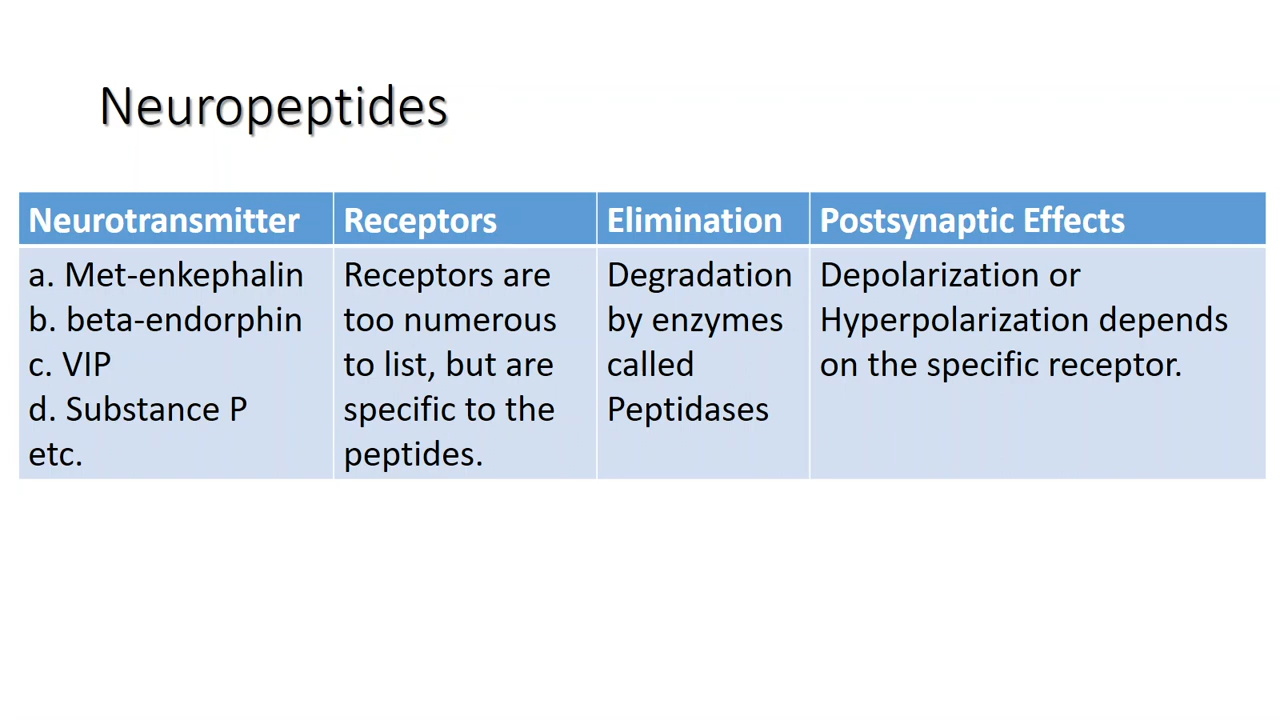 Neuropeptides
Neurotransmitter
Receptors
Elimination
Postsynaptic Effects
a. Met-enkephalin
b. beta-endorphin
c. VIP
d. Substance P
etc.
Receptors are
too numerous
to list, but are
specific to the
peptides.
Degradation
by enzymes
called
Peptidases
Depolarization or
Hyperpolarization depends
on the specific receptor.